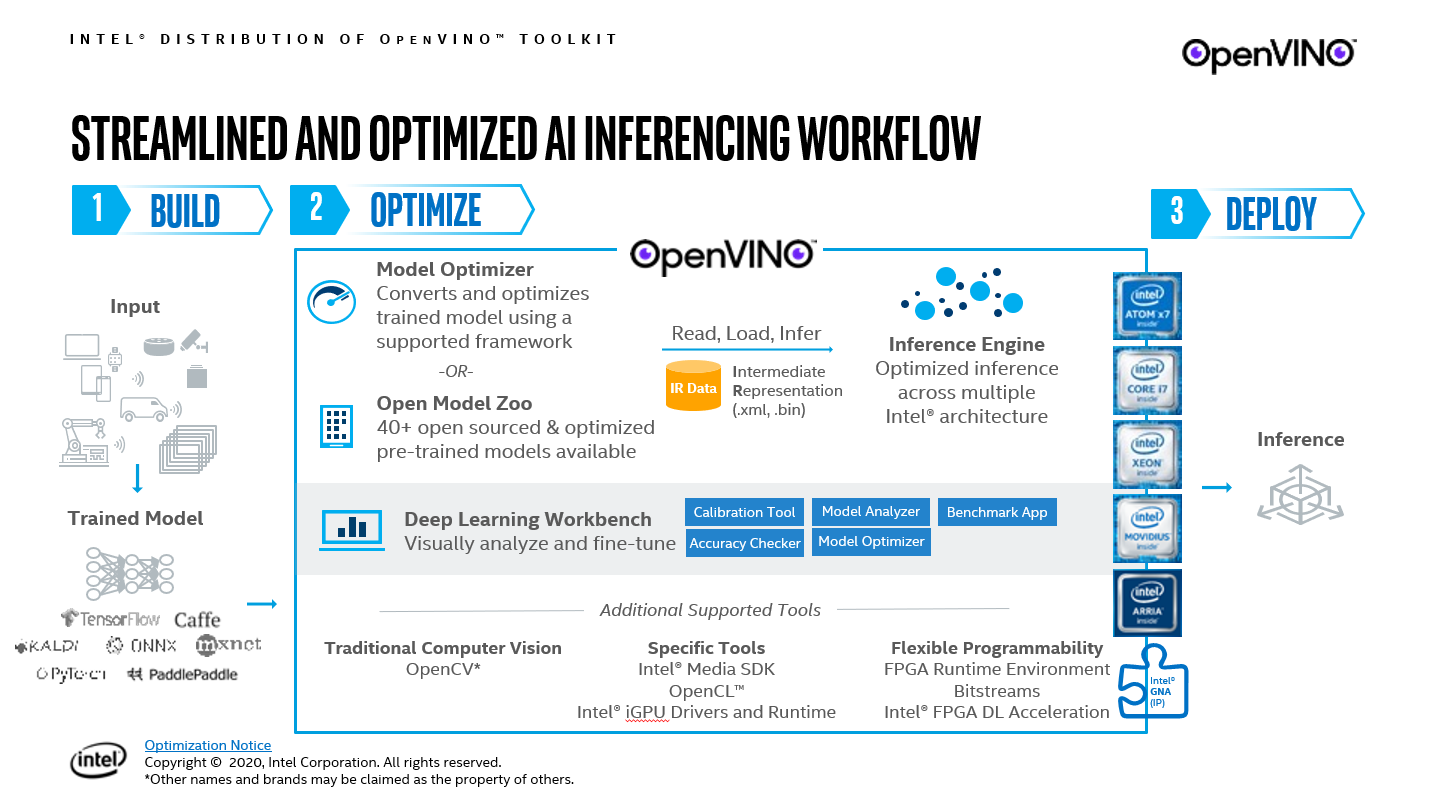 INTEL® DISTRIBUTION OF OPENVINO™ TOOLKIT
OpenVINO™
STREAMLINED AND OPTIMIZED AI INFERENCING WORKFLOW
1 BUILD
2 OPTIMIZE
3 DEPLOY
OpenVINO™
Input
Trained Model
TensorFlow Caffe
KALDI ONNX mxnet
PyTorch PaddlePaddle
Model Optimizer
Converts and optimizes
trained model using a
supported framework
-OR-
Open Model Zoo
40+ open sourced & optimized
pre-trained models available
Read, Load, Infer
IR Data
Intermediate
Representation
(.xml, .bin)
Inference Engine
Optimized inference
across multiple
Intel® architecture
Deep Learning Workbench
Visually analyze and fine-tune
Calibration Tool Model Analyzer Benchmark App
Accuracy Checker Model Optimizer
Additional Supported Tools
Traditional Computer Vision
OpenCV*
Specific Tools
Intel® Media SDK
OpenCL™
Intel® iGPU Drivers and Runtime
Flexible Programmability
FPGA Runtime Environment
Bitstreams
Intel® FPGA DL Acceleration
intel
ATOM x7
inside
intel
CORE i7
inside
intel
XEON
inside
intel
MOVIDIUS
inside
intel
ARRIA
inside
Intel®
GNA
(IP)
Inference
intel
Optimization Notice
Copyright © 2020, Intel Corporation. All rights reserved.
*Other names and brands may be claimed as the property of others.